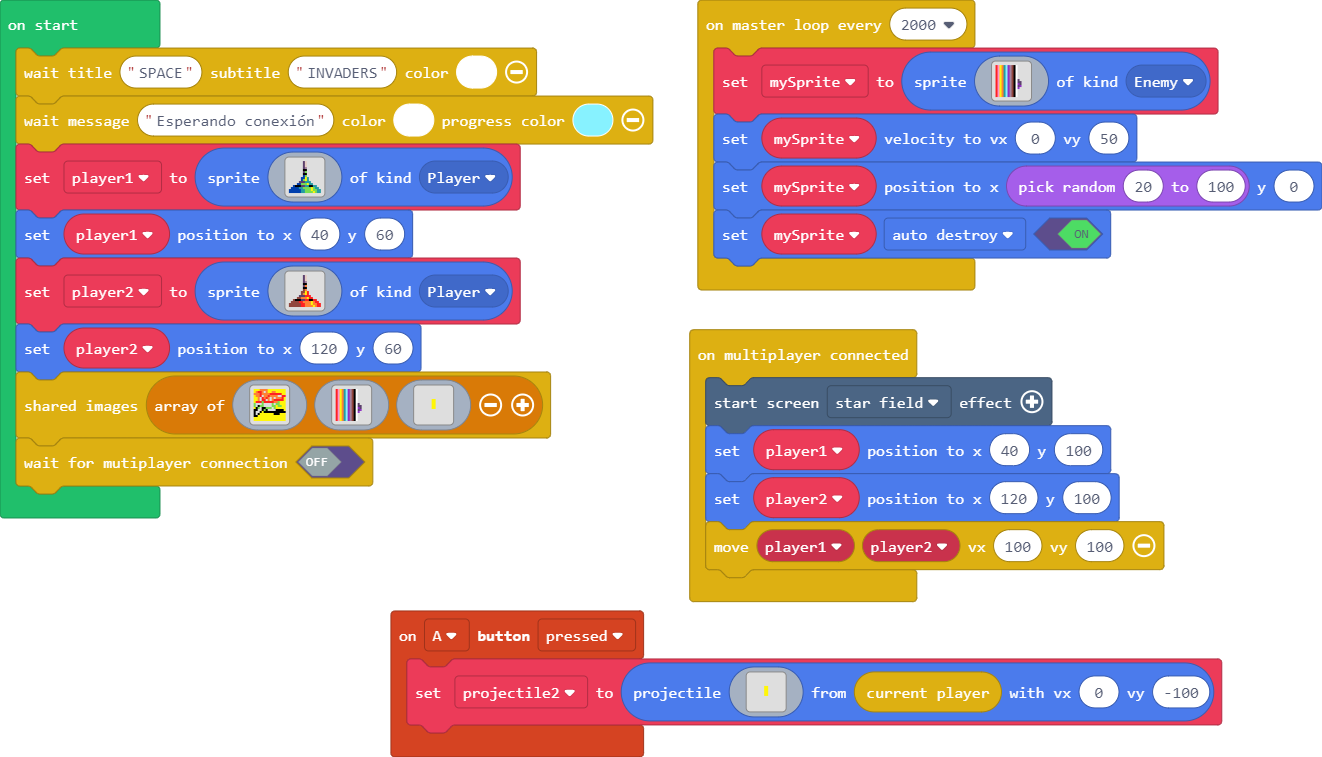 on start
wait title "SPACE" subtitle "INVADERS" color
wait message "Esperando conexión" color progress color
set player1 to sprite of kind Player
set player1 position to x 40 y 60
set player2 to sprite of kind Player
set player2 position to x 120 y 60
shared images array of
wait for mutiplayer connection OFF
on master loop every 2000
set mySprite to sprite of kind Enemy
set mySprite velocity to vx 0 vy 50
set mySprite position to x pick random 20 to 100 y 0
set mySprite auto destroy ON
on multiplayer connected
start screen star field effect
set player1 position to x 40 y 100
set player2 position to x 120 y 100
move player1 player2 vx 100 vy 100
on A button pressed
set projectile2 to projectile from current player with vx 0 vy -100